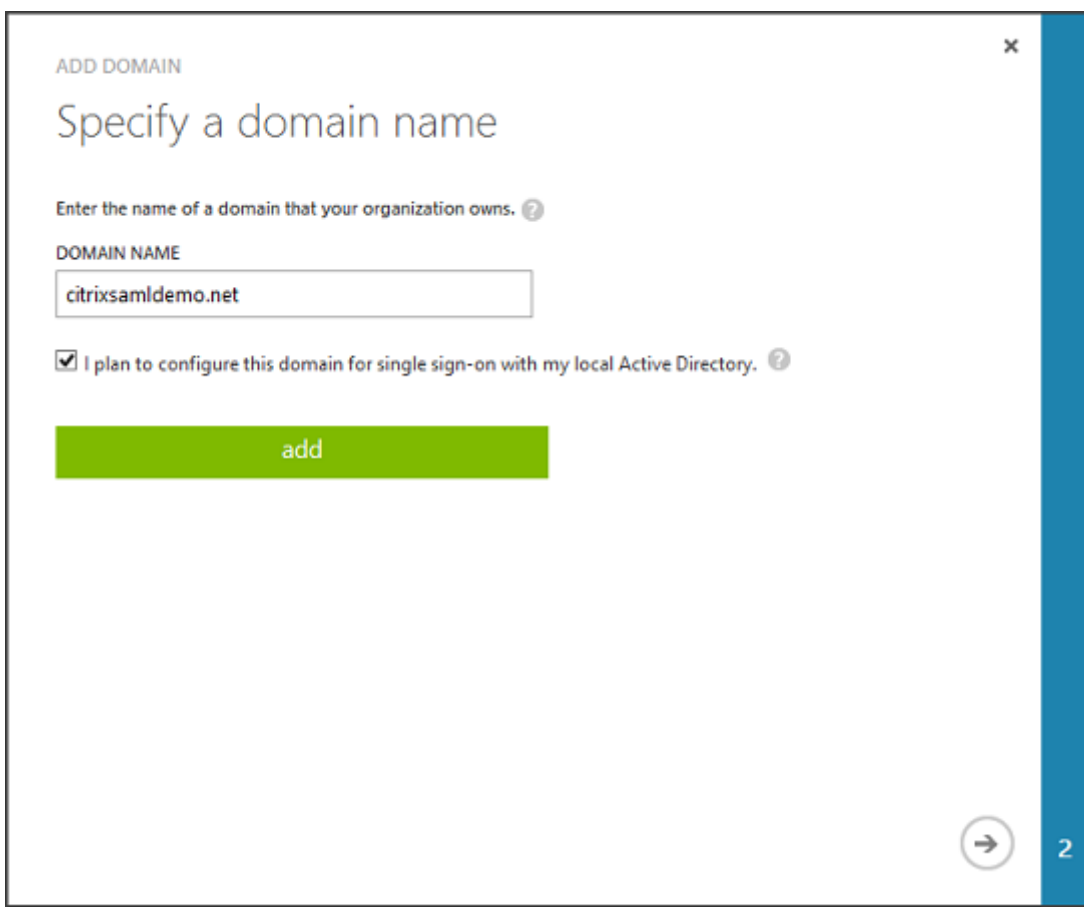 ADD DOMAIN
Specify a domain name
Enter the name of a domain that your organization owns. ?
DOMAIN NAME
citrixsamldemo.net
I plan to configure this domain for single sign-on with my local Active Directory. ?
add
2